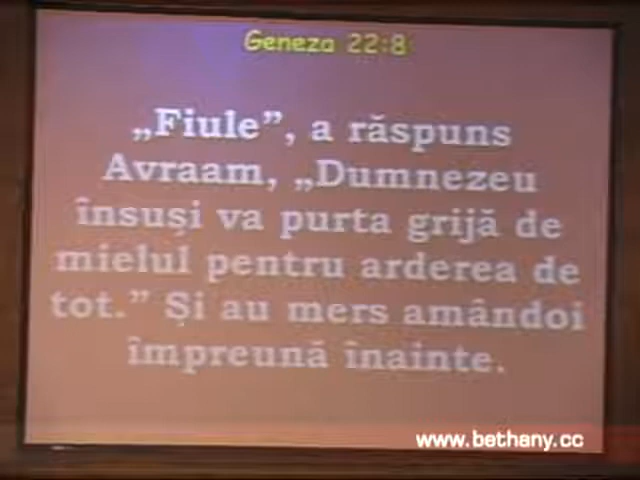 Geneza 22:8
„Fiule”, a răspuns
Avraam, „Dumnezeu
însuși va purta grijă de
mielul pentru arderea de
tot.” Și au mers amândoi
împreună înainte.
www.bethany.cc